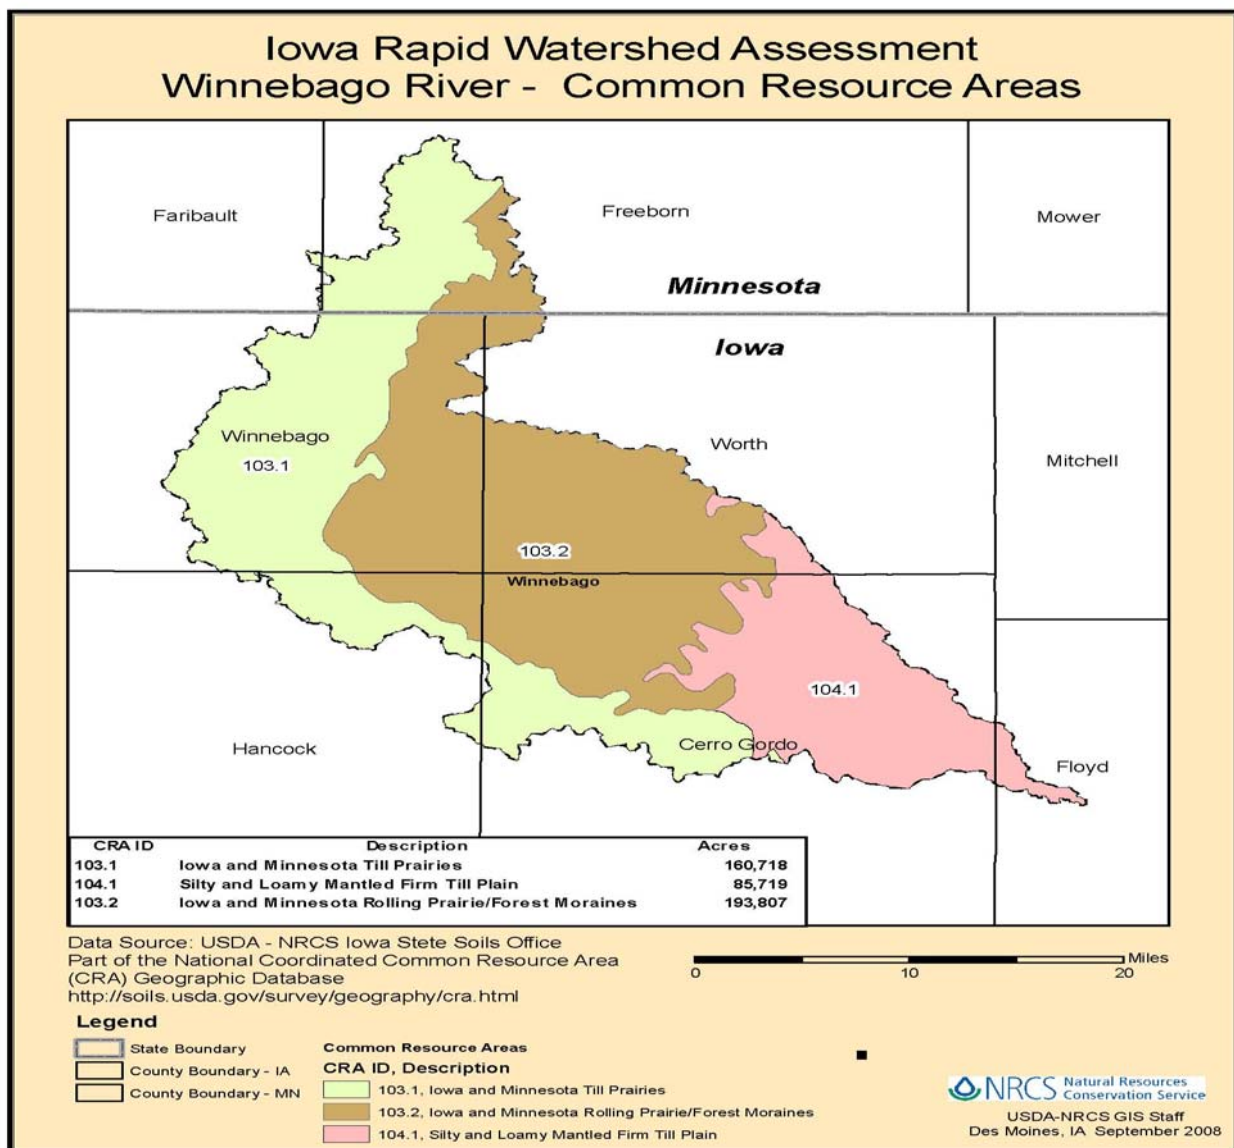 Iowa Rapid Watershed Assessment
Winnebago River - Common Resource Areas
Faribault
Freeborn
Mower
Minnesota
Iowa
Winnebago
103.1
Worth
Mitchell
103.2
Winnebago
104.1
Hancock
Cerro Gordo
Floyd
CRA ID Description Acres
103.1 Iowa and Minnesota Till Prairies 160,718
104.1 Silty and Loamy Mantled Firm Till Plain 85,719
103.2 Iowa and Minnesota Rolling Prairie/Forest Moraines 193,807
Data Source: USDA - NRCS Iowa Stete Soils Office
Part of the National Coordinated Common Resource Area
(CRA) Geographic Database
http://soils.usda.gov/survey/geography/cra.html
Miles
0 10 20
Legend
State Boundary
County Boundary - IA
County Boundary - MN
Common Resource Areas
CRA ID, Description
103.1, Iowa and Minnesota Till Prairies
103.2, Iowa and Minnesota Rolling Prairie/Forest Moraines
104.1, Silty and Loamy Mantled Firm Till Plain
NRCS Natural Resources
Conservation Service
USDA-NRCS GIS Staff
Des Moines, IA September 2008